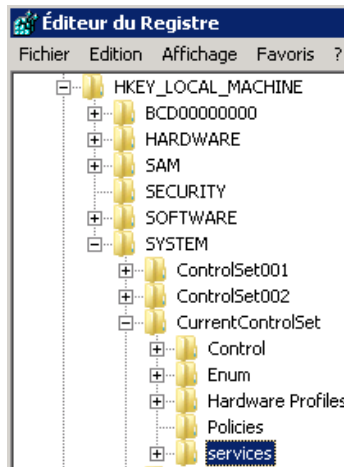 Éditeur du Registre
Fichier Edition Affichage Favoris ?
HKEY_LOCAL_MACHINE
BCD00000000
HARDWARE
SAM
SECURITY
SOFTWARE
SYSTEM
ControlSet001
ControlSet002
CurrentControlSet
Control
Enum
Hardware Profiles
Policies
services